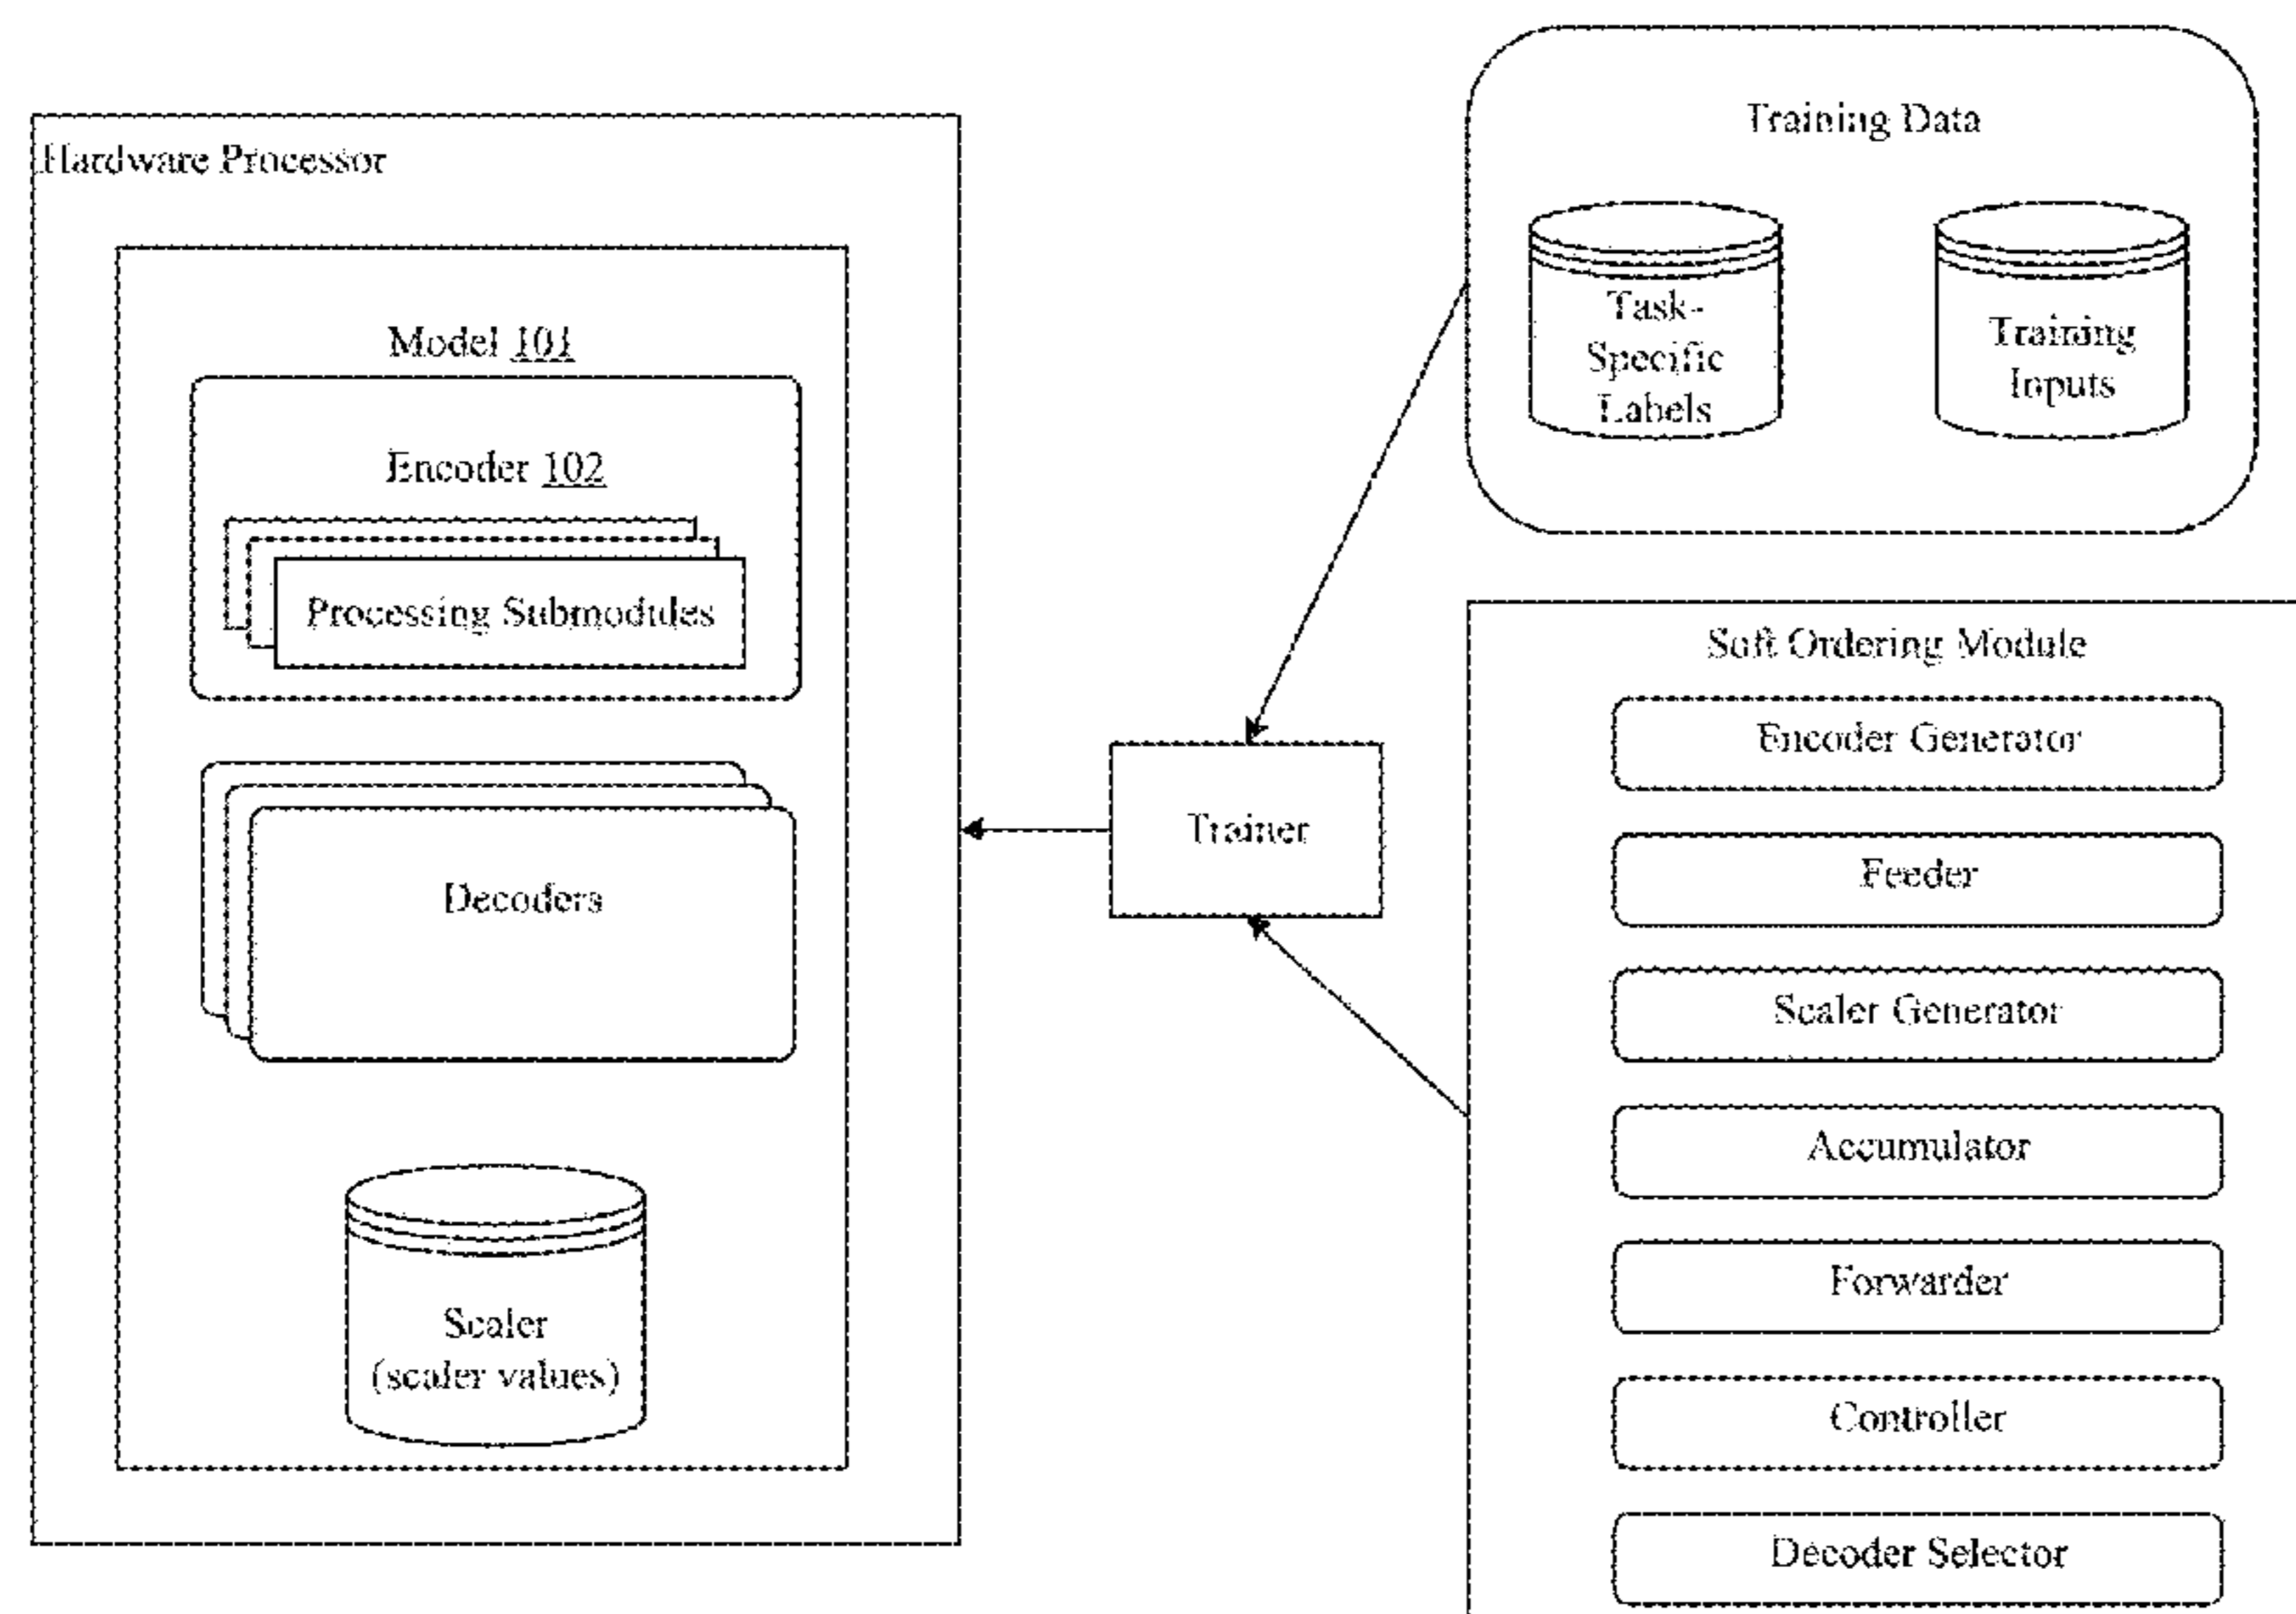 Hardware Processor
Model 101
Encoder 102
Processing Submodules
Decoders
Scaler
(scaler values)
Trainer
Training Data
Task-
Specific
Labels
Training
Inputs
Soft Ordering Module
Encoder Generator
Feeder
Scaler Generator
Accumulator
Forwarder
Controller
Decoder Selector